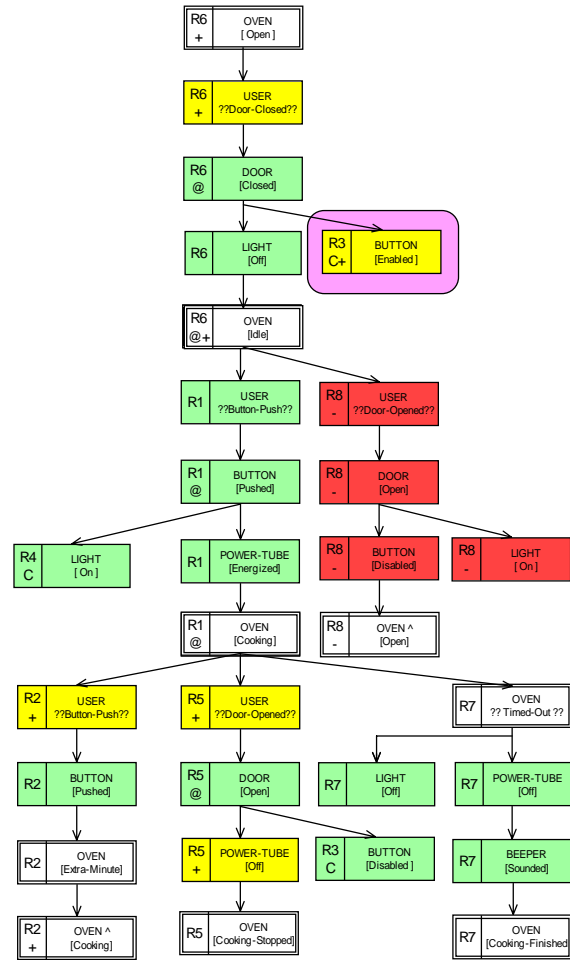 R6 OVEN
+ [ Open ]
R6 USER
+ ??Door-Closed??
R6 DOOR
@ [Closed]
R6 LIGHT
[Off]
R3 BUTTON
C+ [Enabled ]
R6 OVEN
@+ [Idle]
R1 USER
??Button-Push??
R8 USER
- ??Door-Opened??
R1 BUTTON
@ [Pushed]
R8 DOOR
- [Open]
R4 LIGHT
C [ On ]
R1 POWER-TUBE
[Energized]
R8 BUTTON
- [Disabled]
R8 LIGHT
- [ On ]
R1 OVEN
@ [Cooking]
R8 OVEN ^
- [Open]
R2 USER
+ ??Button-Push??
R5 USER
+ ??Door-Opened??
R7 OVEN
?? Timed-Out ??
R2 BUTTON
[Pushed]
R5 DOOR
@ [Open]
R7 LIGHT
[Off]
R7 POWER-TUBE
[Off]
R2 OVEN
[Extra-Minute]
R5 POWER-TUBE
+ [Off]
R3 BUTTON
C [Disabled ]
R7 BEEPER
[Sounded]
R2 OVEN ^
+ [Cooking]
R5 OVEN
[Cooking-Stopped]
R7 OVEN
[Cooking-Finished